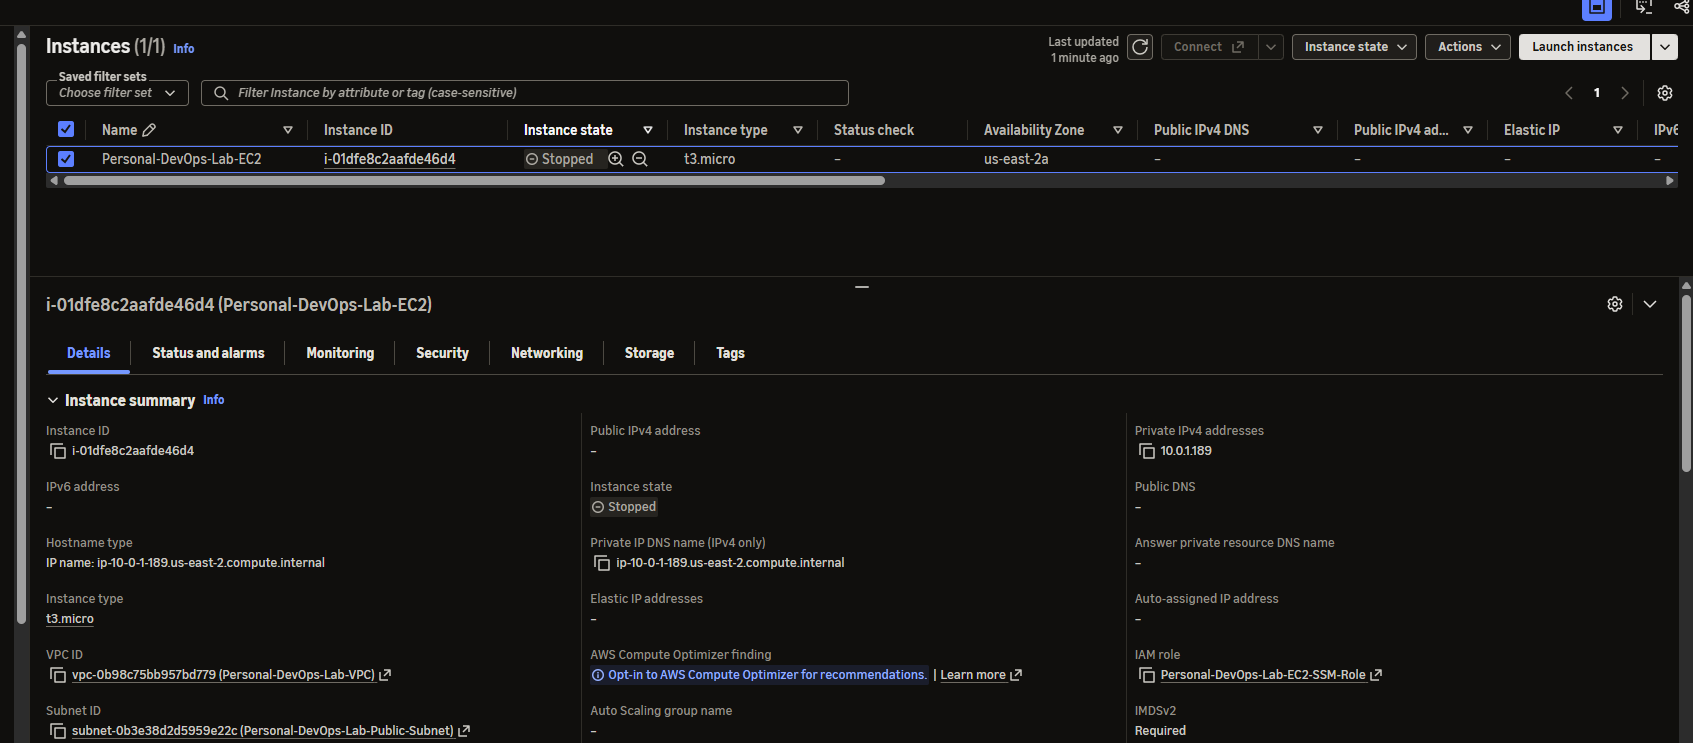 Instances (1/1) Info
Last updated
1 minute ago
Connect
Instance state
Actions
Launch instances
Saved filter sets
Choose filter set
Filter Instance by attribute or tag (case-sensitive)
1
Name Instance ID Instance state Instance type Status check Availability Zone Public IPv4 DNS Public IPv4 ad... Elastic IP IPv6
Personal-DevOps-Lab-EC2 i-01dfe8c2aafde46d4 Stopped t3.micro – us-east-2a – – – –
i-01dfe8c2aafde46d4 (Personal-DevOps-Lab-EC2)
Details Status and alarms Monitoring Security Networking Storage Tags
Instance summary Info
Instance ID Public IPv4 address Private IPv4 addresses
i-01dfe8c2aafde46d4 – 10.0.1.189
IPv6 address Instance state Public DNS
– Stopped –
Hostname type Private IP DNS name (IPv4 only) Answer private resource DNS name
IP name: ip-10-0-1-189.us-east-2.compute.internal ip-10-0-1-189.us-east-2.compute.internal –
Instance type Elastic IP addresses Auto-assigned IP address
t3.micro – –
VPC ID AWS Compute Optimizer finding IAM role
vpc-0b98c75bb957bd779 (Personal-DevOps-Lab-VPC) Opt-in to AWS Compute Optimizer for recommendations. | Learn more Personal-DevOps-Lab-EC2-SSM-Role
Subnet ID Auto Scaling group name IMDSv2
subnet-0b3e38d2d5959e22c (Personal-DevOps-Lab-Public-Subnet) – Required